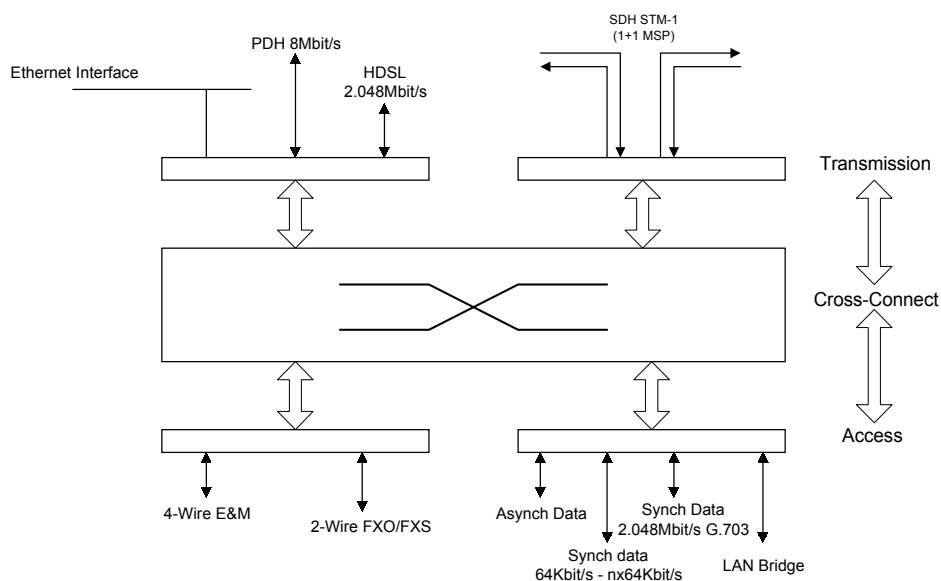 SDH STM-1
(1+1 MSP)
PDH 8Mbit/s
Ethernet Interface
HDSL
2.048Mbit/s
Transmission
Cross-Connect
Access
4-Wire E&M
2-Wire FXO/FXS
Asynch Data
Synch Data
2.048Mbit/s G.703
Synch data
64Kbit/s - nx64Kbit/s
LAN Bridge